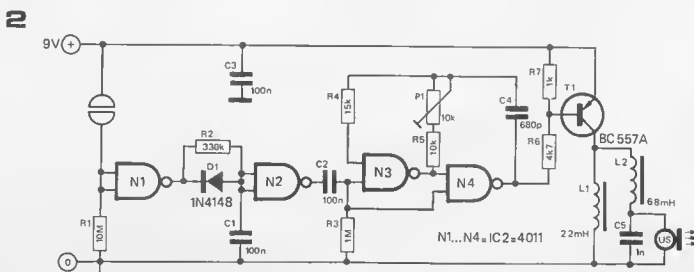 2
9V +
C3
100n
R4
15k
P1
10k
R5
10k
C4
680p
R7
1k
T1
BC 557A
R6
4k7
R2
330k
D1
1N4148
N1
N2
C2
100n
N3
N4
L1
22mH
L2
68mH
R1
10M
C1
100n
R3
1M
N1...N4 = IC2 = 4011
C5
1n
US
0